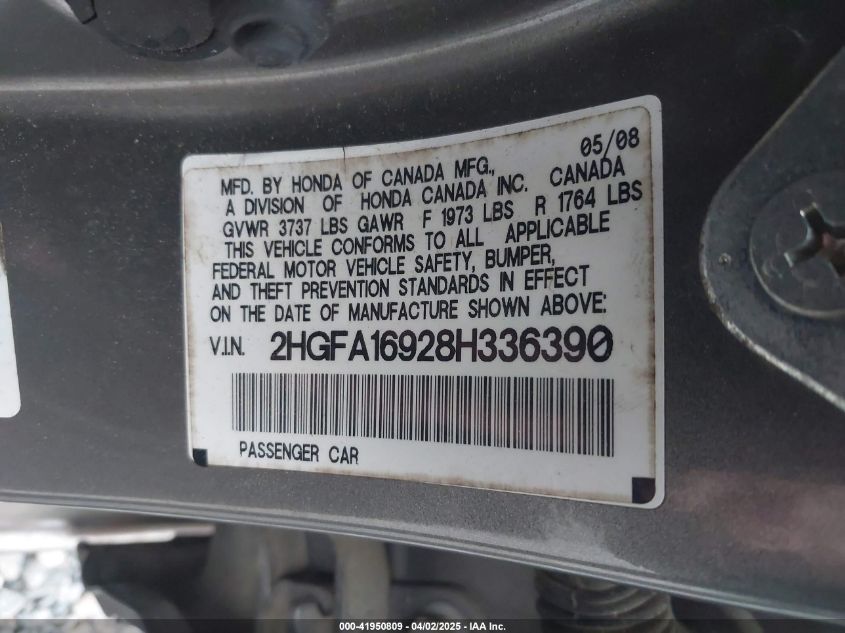 05/08
MFD. BY HONDA OF CANADA MFG.,
A DIVISION OF HONDA CANADA INC. CANADA
GVWR 3737 LBS GAWR F 1973 LBS R 1764 LBS
THIS VEHICLE CONFORMS TO ALL APPLICABLE
FEDERAL MOTOR VEHICLE SAFETY, BUMPER,
AND THEFT PREVENTION STANDARDS IN EFFECT
ON THE DATE OF MANUFACTURE SHOWN ABOVE:
V.I.N. 2HGFA16928H336390
PASSENGER CAR
000-41950809 - 04/02/2025 - IAA Inc.